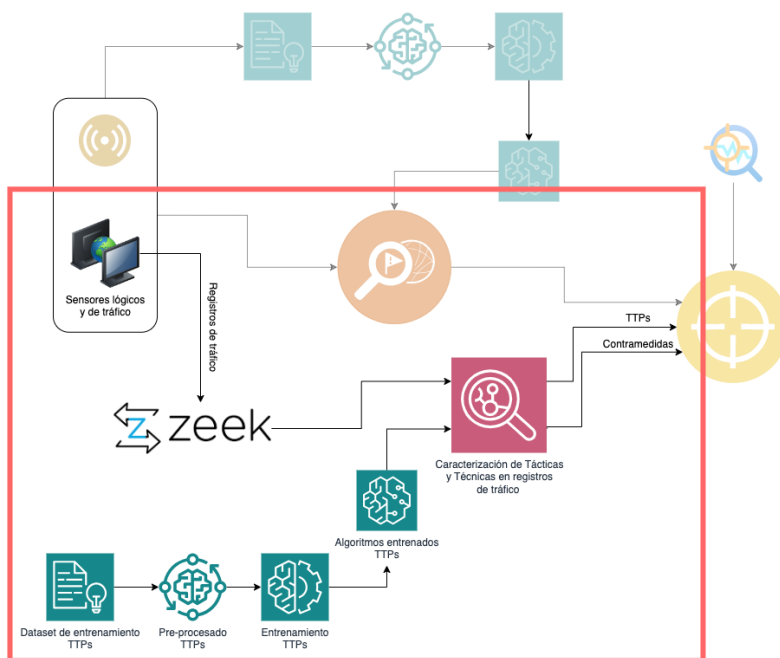 Sensores lógicos
y de tráfico
Registros de tráfico
TTPs
Contramedidas
zeek
Caracterización de Tácticas
y Técnicas en registros
de tráfico
Algoritmos entrenados
TTPs
Dataset de entrenamiento
TTPs
Pre-procesado
TTPs
Entrenamiento
TTPs